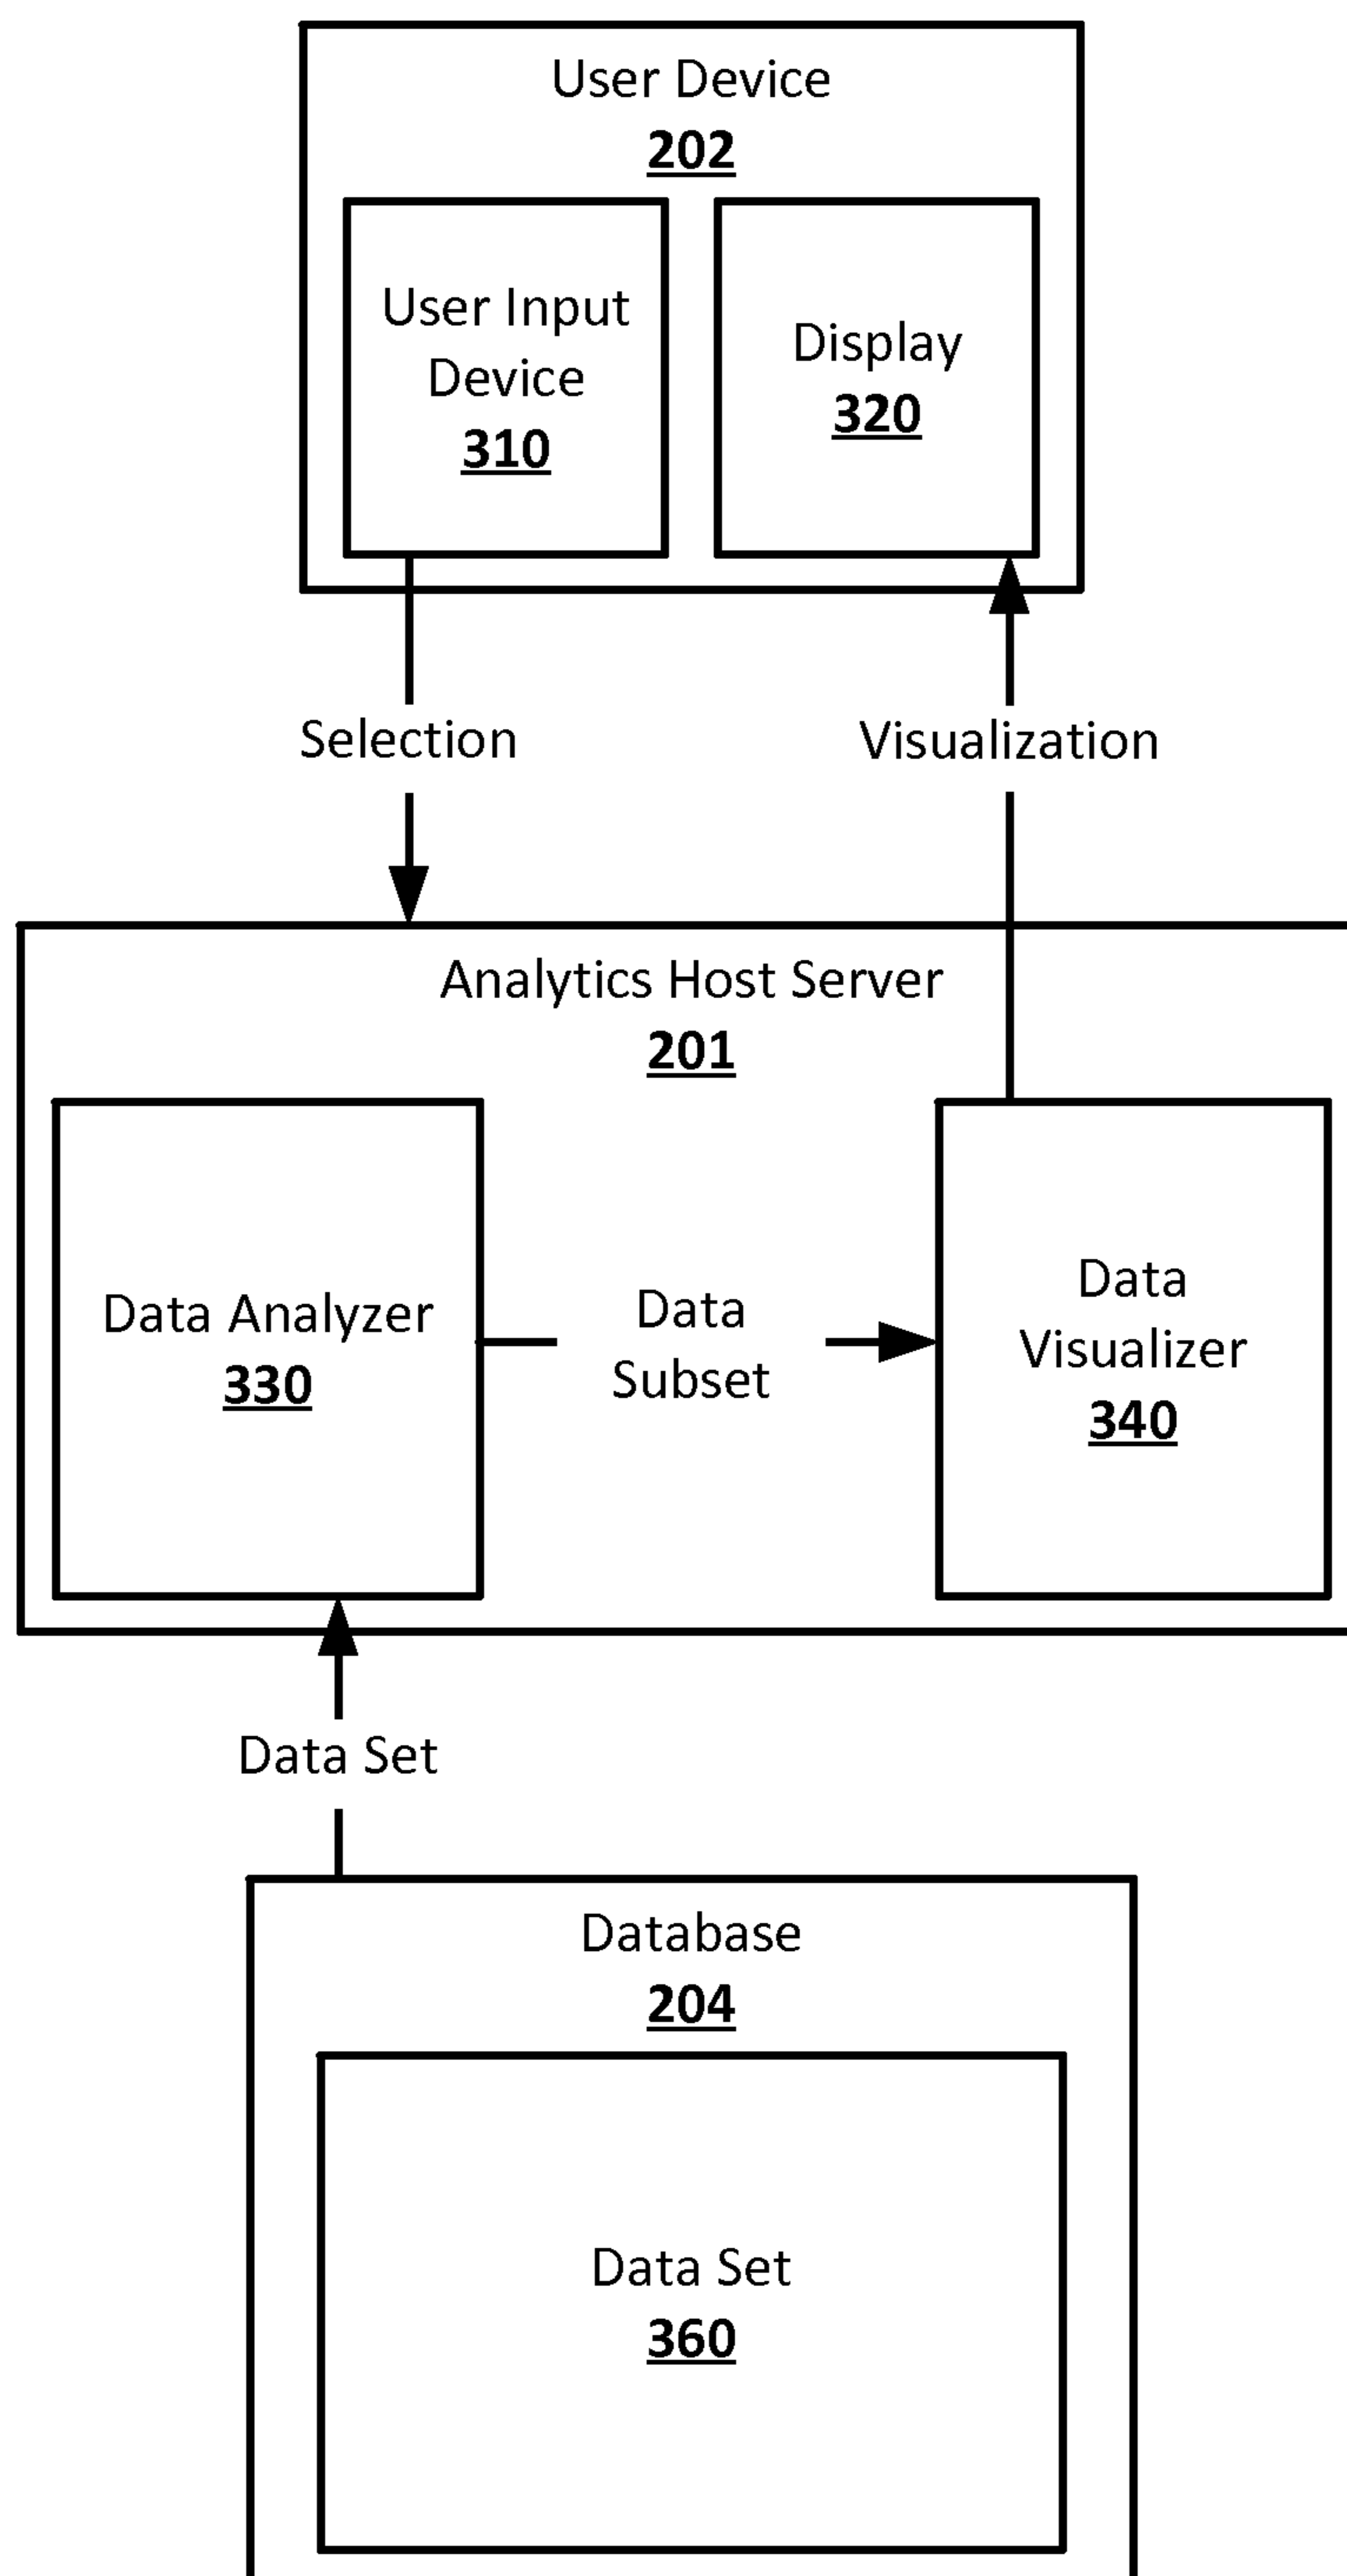 User Device
202
User Input
Device
310
Display
320
Selection
Visualization
Analytics Host Server
201
Data Analyzer
330
Data
Subset
Data
Visualizer
340
Data Set
Database
204
Data Set
360